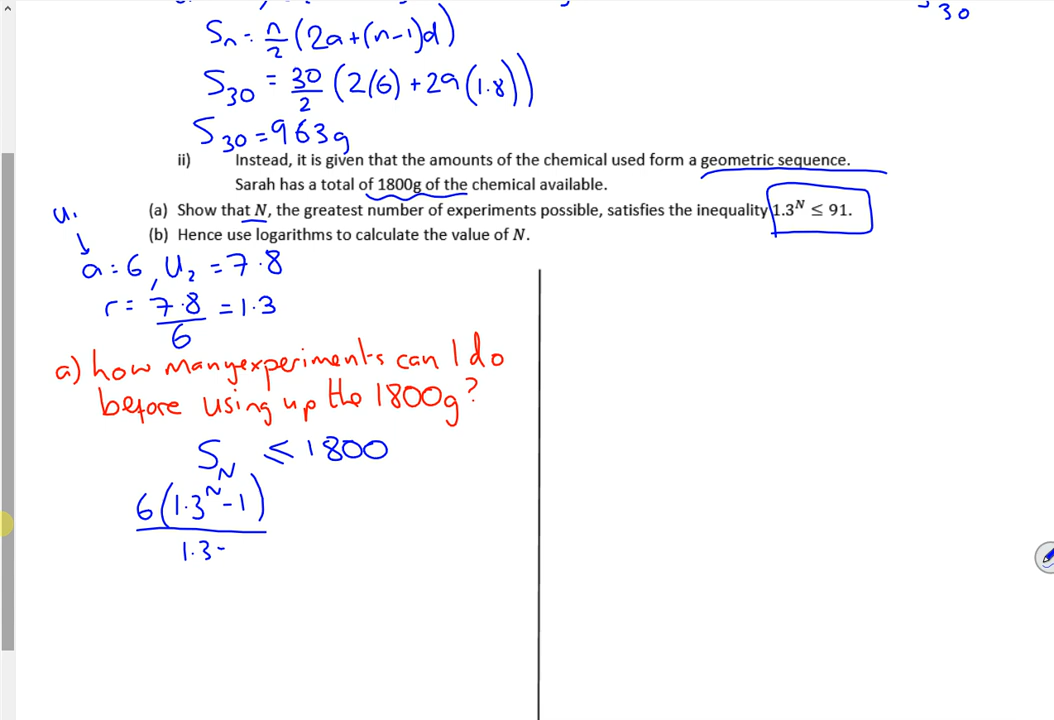 S30
Sn = n/2 (2a+(n-1)d)
S30 = 30/2 (2(6) + 29(1.8))
S30 = 963g
ii) Instead, it is given that the amounts of the chemical used form a geometric sequence.
Sarah has a total of 1800g of the chemical available.
(a) Show that N, the greatest number of experiments possible, satisfies the inequality 1.3^N ≤ 91.
(b) Hence use logarithms to calculate the value of N.
u1
a = 6, U2 = 7.8
r = 7.8/6 = 1.3
a) how many experiments can I do
before using up the 1800g?
SN ≤ 1800
6(1.3^N - 1)
1.3-